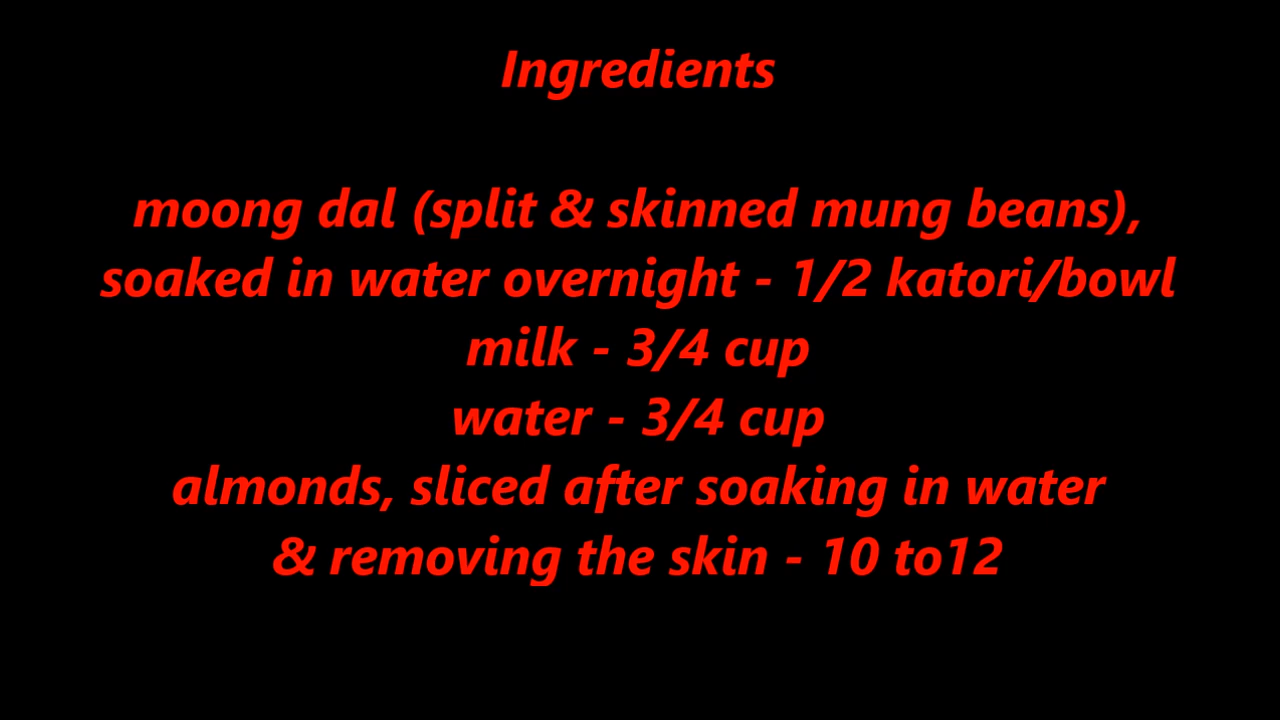 Ingredients
moong dal (split & skinned mung beans),
soaked in water overnight - 1/2 katori/bowl
milk - 3/4 cup
water - 3/4 cup
almonds, sliced after soaking in water
& removing the skin - 10 to12